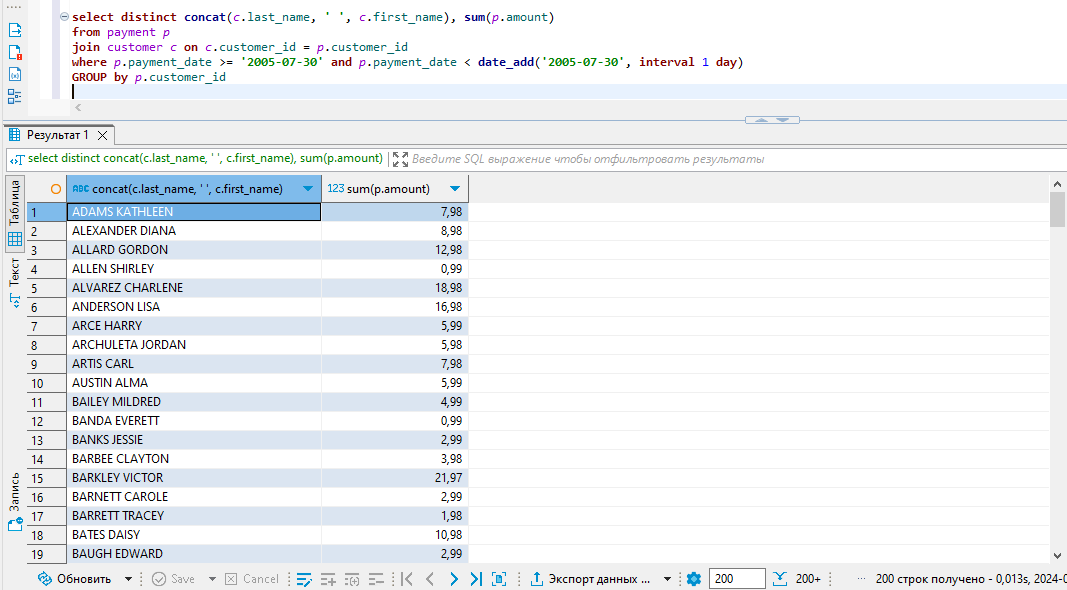 select distinct concat(c.last_name, ' ', c.first_name), sum(p.amount)
from payment p
join customer c on c.customer_id = p.customer_id
where p.payment_date >= '2005-07-30' and p.payment_date < date_add('2005-07-30', interval 1 day)
GROUP by p.customer_id
Результат 1
select distinct concat(c.last_name, ' ', c.first_name), sum(p.amount) Введите SQL выражение чтобы отфильтровать результаты
Таблица
Текст
Запись
ABC concat(c.last_name, ' ', c.first_name) 123 sum(p.amount)
1 ADAMS KATHLEEN 7,98
2 ALEXANDER DIANA 8,98
3 ALLARD GORDON 12,98
4 ALLEN SHIRLEY 0,99
5 ALVAREZ CHARLENE 18,98
6 ANDERSON LISA 16,98
7 ARCE HARRY 5,99
8 ARCHULETA JORDAN 5,98
9 ARTIS CARL 7,98
10 AUSTIN ALMA 5,99
11 BAILEY MILDRED 4,99
12 BANDA EVERETT 0,99
13 BANKS JESSIE 2,99
14 BARBEE CLAYTON 3,98
15 BARKLEY VICTOR 21,97
16 BARNETT CAROLE 2,99
17 BARRETT TRACEY 1,98
18 BATES DAISY 10,98
19 BAUGH EDWARD 2,99
Обновить Save Cancel Экспорт данных ... 200 200+ ... 200 строк получено - 0,013s, 2024-0